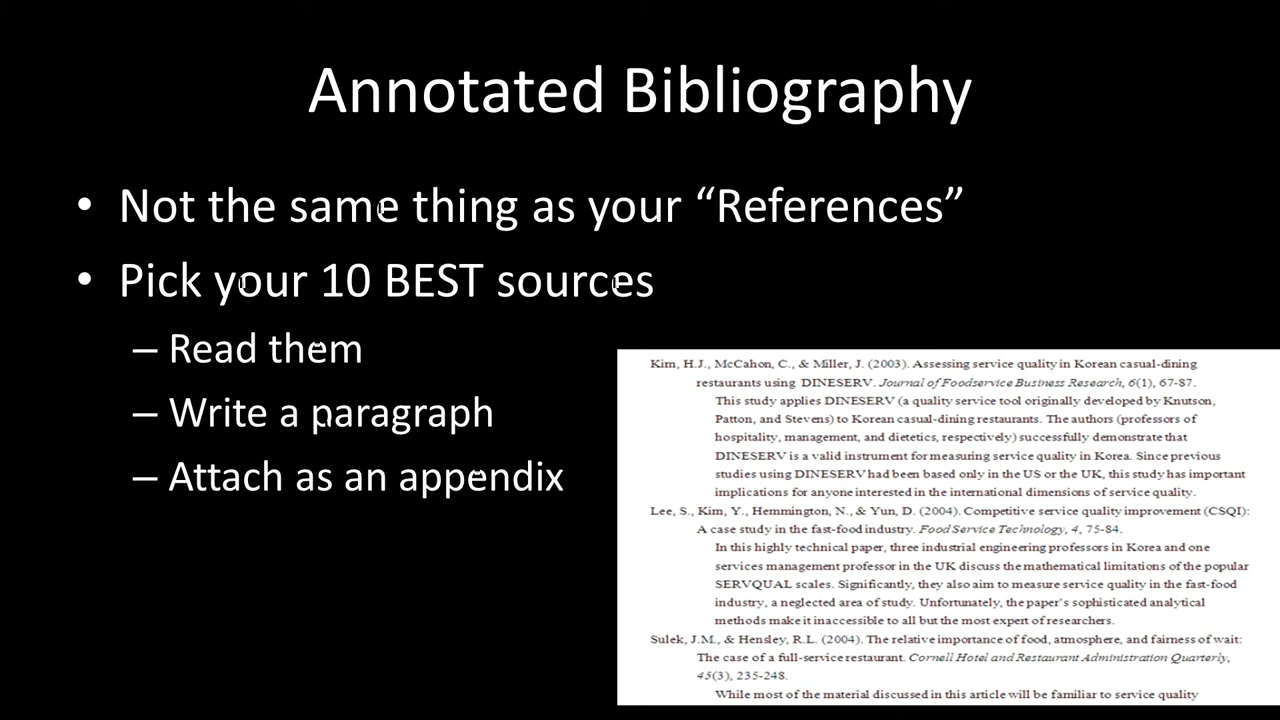 Annotated Bibliography
• Not the same thing as your “References”
• Pick your 10 BEST sources
– Read them
– Write a paragraph
– Attach as an appendix
Kim, H.J., McCahon, C., & Miller, J. (2003). Assessing service quality in Korean casual-dining
restaurants using DINESERV. Journal of Foodservice Business Research, 6(1), 67-87.
This study applies DINESERV (a quality service tool originally developed by Knutson,
Patton, and Stevens) to Korean casual-dining restaurants. The authors (professors of
hospitality, management, and dietetics, respectively) successfully demonstrate that
DINESERV is a valid instrument for measuring service quality in Korea. Since previous
studies using DINESERV had been based only in the US or the UK, this study has important
implications for anyone interested in the international dimensions of service quality.
Lee, S., Kim, Y., Hemmington, N., & Yun, D. (2004). Competitive service quality improvement (CSQI):
A case study in the fast-food industry. Food Service Technology, 4, 75-84.
In this highly technical paper, three industrial engineering professors in Korea and one
services management professor in the UK discuss the mathematical limitations of the popular
SERVQUAL scales. Significantly, they also aim to measure service quality in the fast-food
industry, a neglected area of study. Unfortunately, the paper's sophisticated analytical
methods make it inaccessible to all but the most expert of researchers.
Sulek, J.M., & Hensley, R.L. (2004). The relative importance of food, atmosphere, and fairness of wait:
The case of a full-service restaurant. Cornell Hotel and Restaurant Administration Quarterly,
45(3), 235-248.
While most of the material discussed in this article will be familiar to service quality